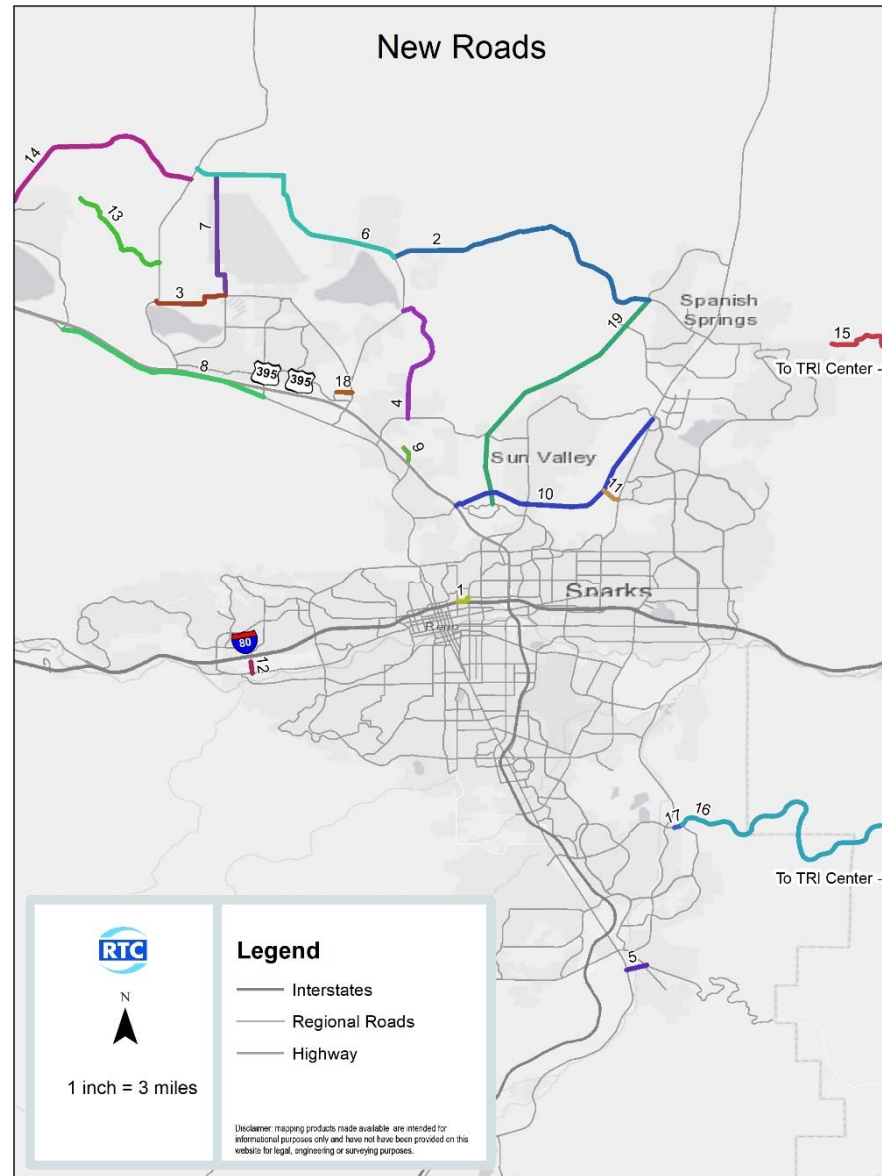 New Roads
14
13
7
6
2
3
19
Spanish
Springs
15
To TRI Center -
8
395
395
18
4
9
Sun Valley
10
11
1
Sparks
Reno
80
12
17
16
To TRI Center -
5
RTC
N
1 inch = 3 miles
Legend
Interstates
Regional Roads
Highway
Disclaimer: mapping products made available are intended for
informational purposes only and have not have been provided on this
website for legal, engineering or surveying purposes.